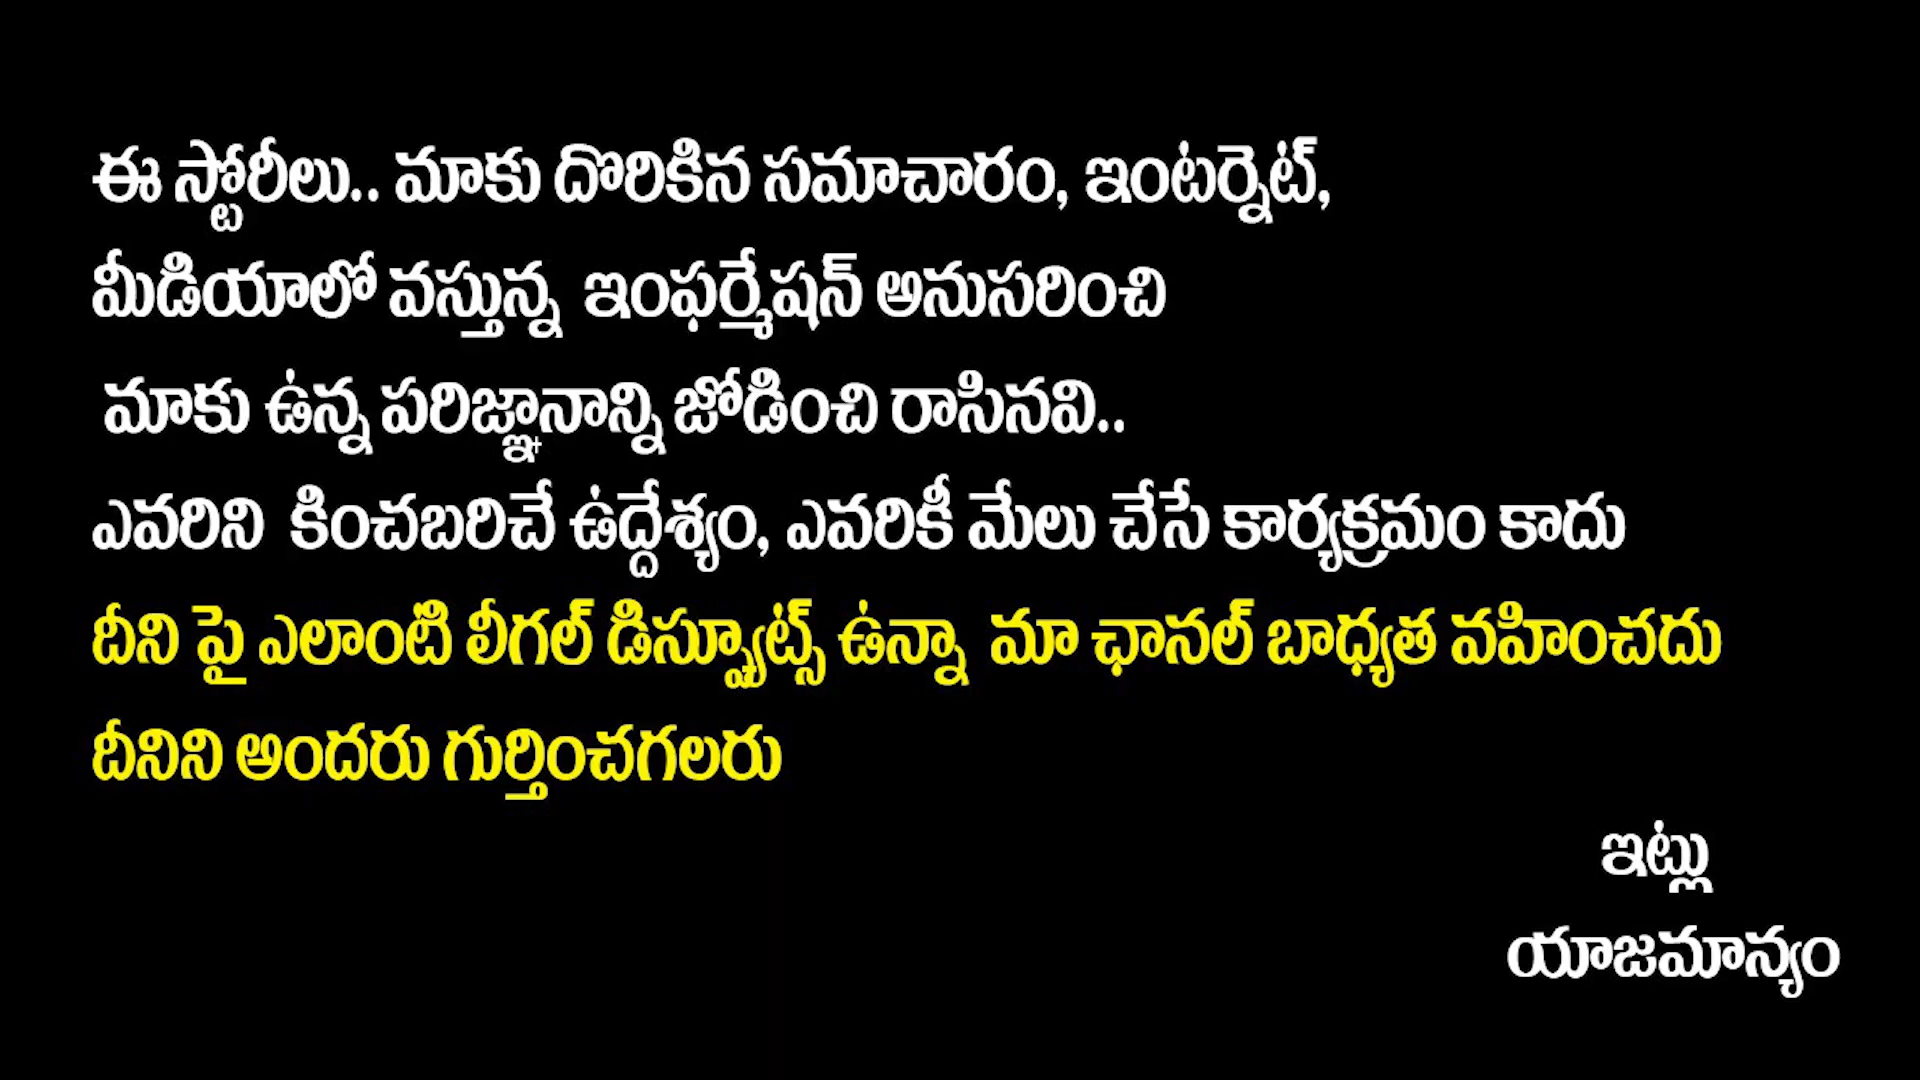 ఈ స్టోరీలు.. మాకు దొరికిన సమాచారం, ఇంటర్నెట్,
మీడియాలో వస్తున్న ఇంఫర్మేషన్ అనుసరించి
మాకు ఉన్న పరిజ్ఞానాన్ని జోడించి రాసినవి..
ఎవరిని కించబరిచే ఉద్దేశ్యం, ఎవరికీ మేలు చేసే కార్యక్రమం కాదు
దీని పై ఎలాంటి లీగల్ డిస్ప్యూట్స్ ఉన్నా మా ఛానల్ బాధ్యత వహించదు
దీనిని అందరు గుర్తించగలరు
ఇట్లు
యాజమాన్యం